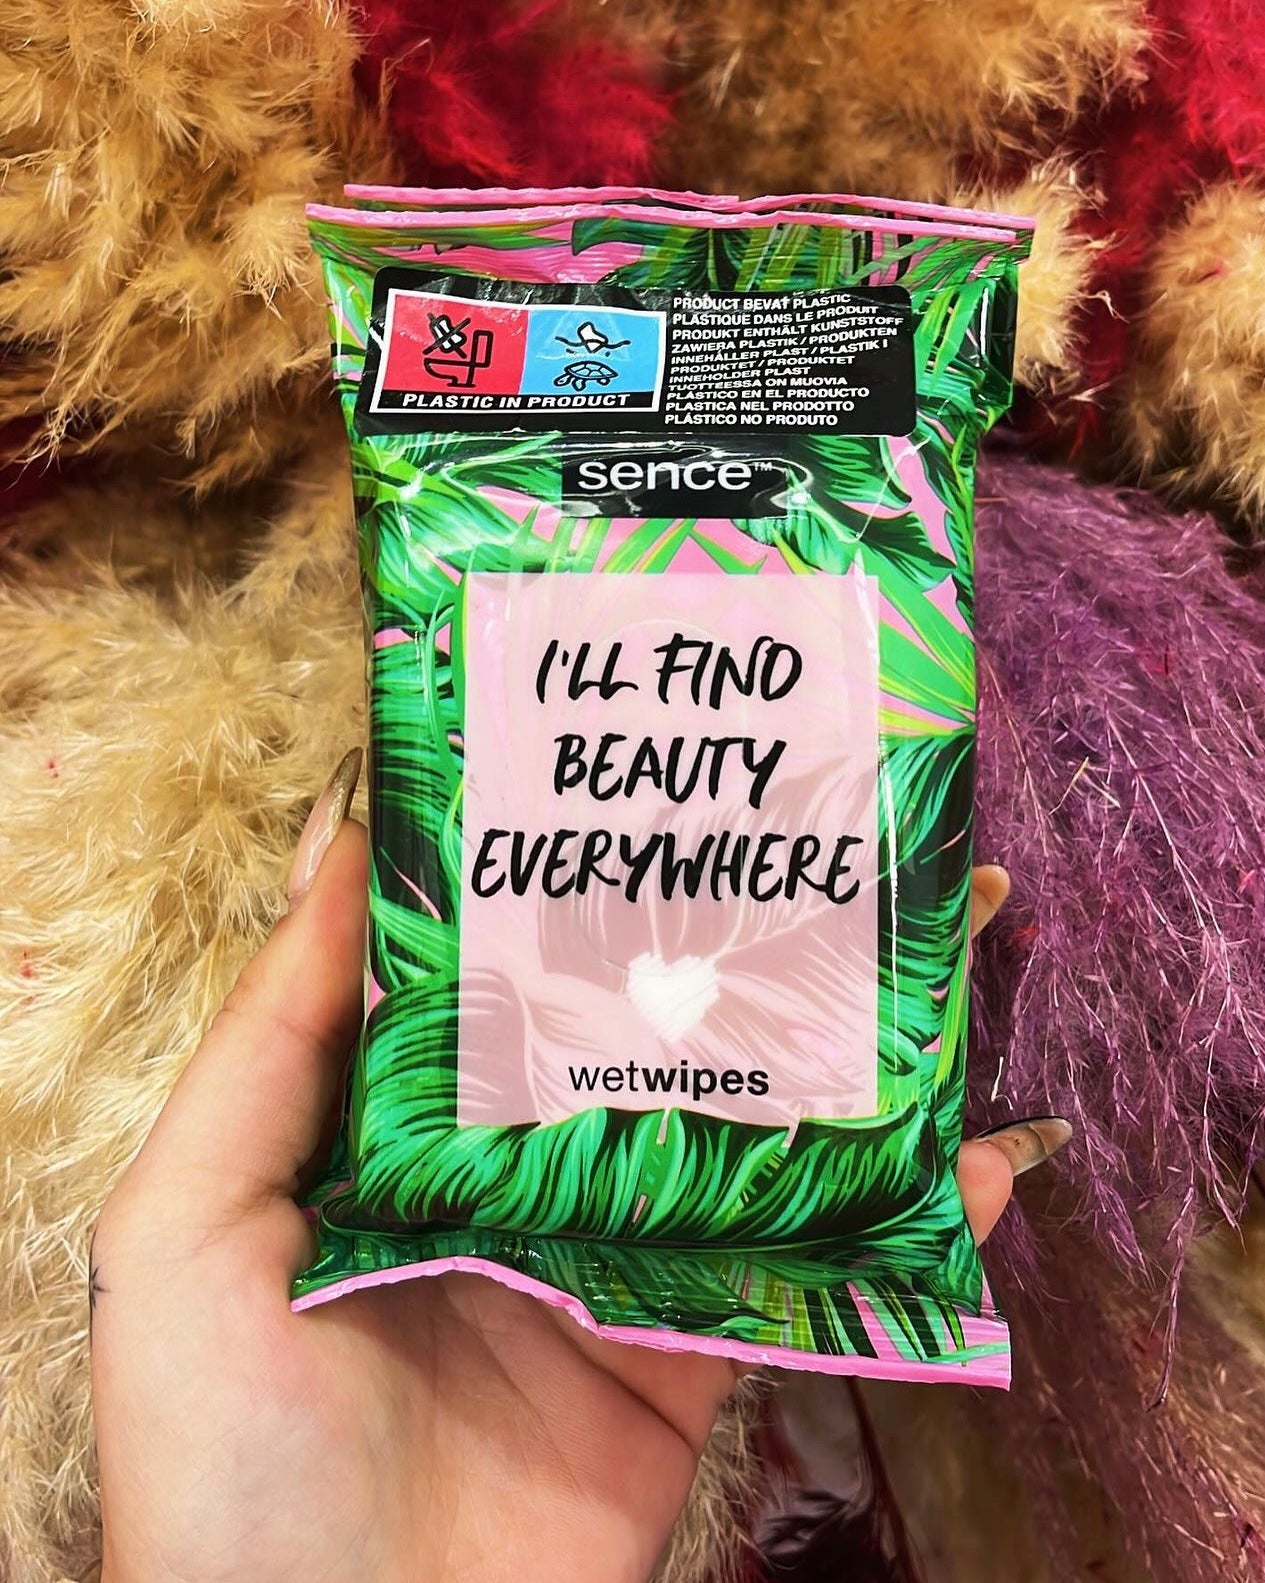 PLASTIC IN PRODUCT
PRODUCT BEVAT PLASTIC
PLASTIQUE DANS LE PRODUIT
PRODUKT ENTHÄLT KUNSTSTOFF
ZAWIERA PLASTIK / PRODUKTEN
INNEHÅLLER PLAST / PLASTIK I
PRODUKTET / PRODUKTET
INNEHOLDER PLAST
TUOTTEESSA ON MUOVIA
PLÁSTICO EN EL PRODUCTO
PLASTICA NEL PRODOTTO
PLÁSTICO NO PRODUTO
sence™
I'LL FIND
BEAUTY
EVERYWHERE
wetwipes